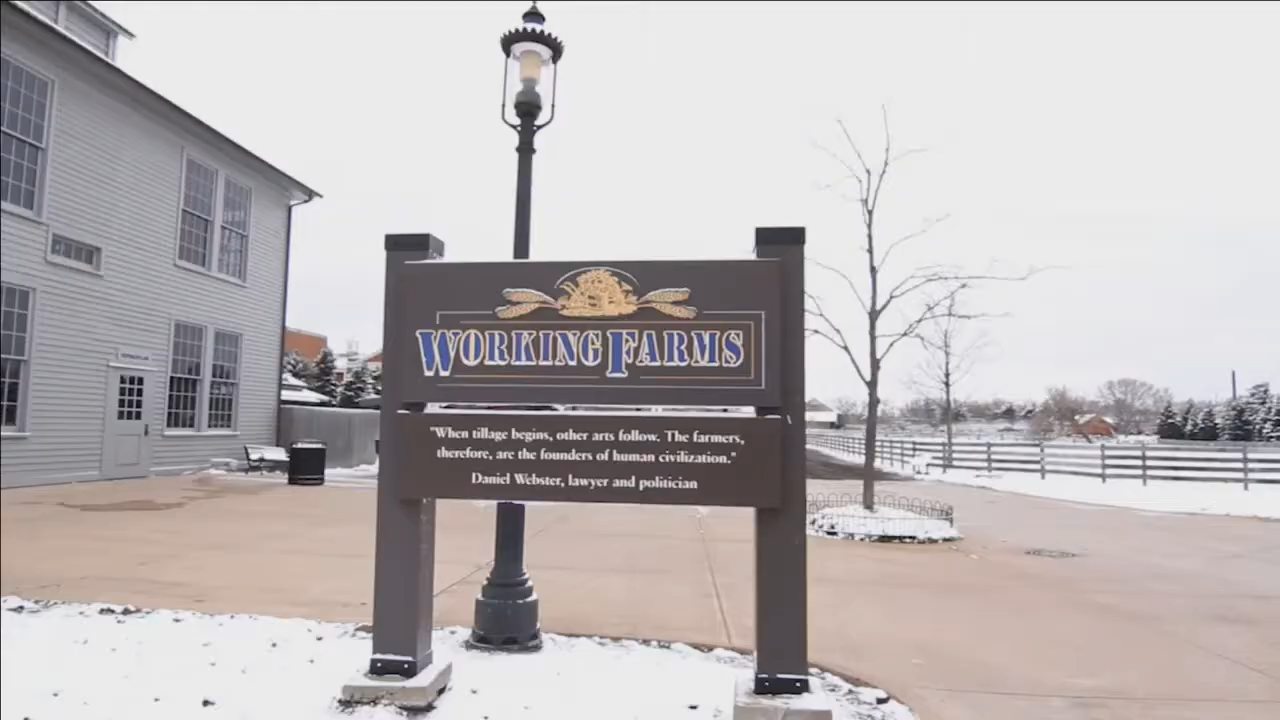 WORKING FARMS
"When tillage begins, other arts follow. The farmers,
therefore, are the founders of human civilization."
Daniel Webster, lawyer and politician